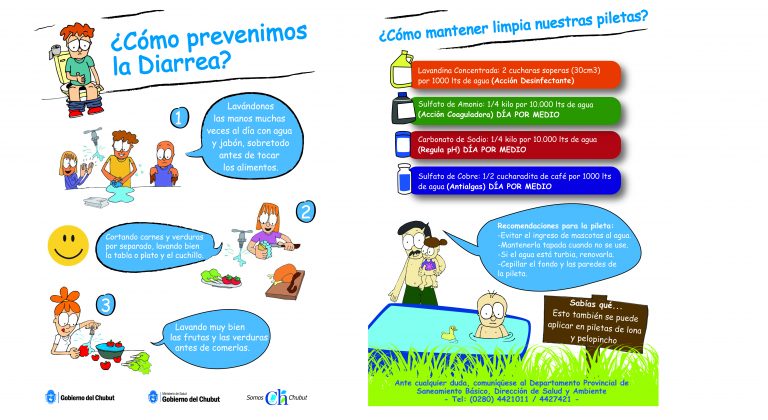 ¿Cómo prevenimos
la Diarrea?
1
Lavándonos
las manos muchas
veces al día con agua
y jabón, sobretodo
antes de tocar
los alimentos.
2
Cortando carnes y verduras
por separado, lavando bien
la tabla o plato y el cuchillo.
3
Lavando muy bien
las frutas y las verduras
antes de comerlas.
Gobierno del Chubut
Ministerio de Salud
Gobierno del Chubut
Somos Ch Chubut
¿Cómo mantener limpia nuestras piletas?
Lavandina Concentrada: 2 cucharas soperas (30cm3)
por 1000 lts de agua (Acción Desinfectante)
Sulfato de Amonio: 1/4 kilo por 10.000 lts de agua
(Acción Coaguladora) DÍA POR MEDIO
Carbonato de Sodio: 1/4 kilo por 10.000 lts de agua
(Regula pH) DÍA POR MEDIO
Sulfato de Cobre: 1/2 cucharadita de café por 1000 lts
de agua (Antialgas) DÍA POR MEDIO
Recomendaciones para la pileta:
-Evitar el ingreso de mascotas al agua.
-Mantenerla tapada cuando no se use.
-Si el agua está turbia, renovarla.
-Cepillar el fondo y las paredes de
la pileta.
Sabías qué...
Esto también se puede
aplicar en piletas de lona
y pelopincho
Ante cualquier duda, comuníquese al Departamento Provincial de
Saneamiento Básico, Dirección de Salud y Ambiente
- Tel: (0280) 4421011 / 4427421 -